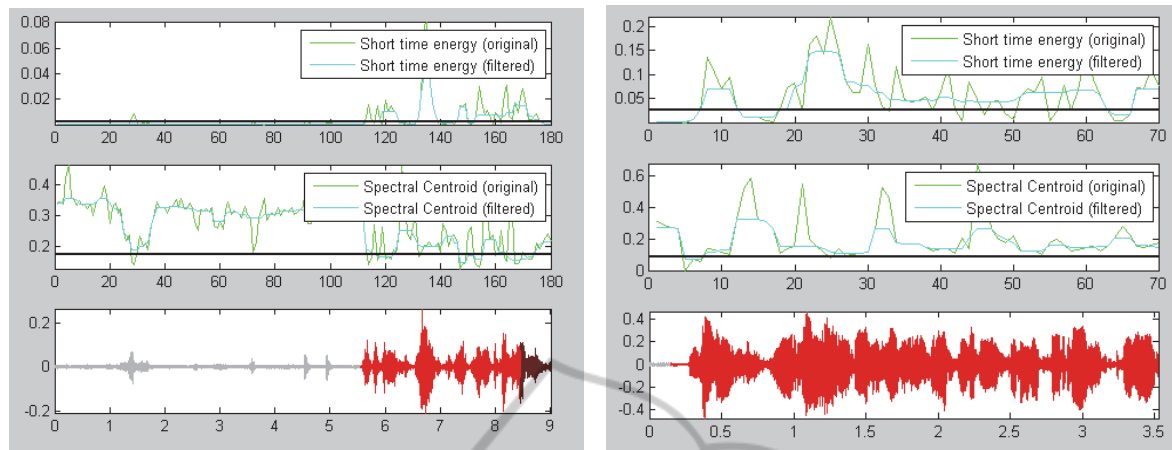 0.08
0.06
0.04
0.02
Short time energy (original)
Short time energy (filtered)
0 20 40 60 80 100 120 140 160 180
0.4
0.3
0.2
Spectral Centroid (original)
Spectral Centroid (filtered)
0 20 40 60 80 100 120 140 160 180
0.2
0
-0.2
0 1 2 3 4 5 6 7 8 9
0.2
0.15
0.1
0.05
Short time energy (original)
Short time energy (filtered)
0 10 20 30 40 50 60 70
0.6
0.4
0.2
0
Spectral Centroid (original)
Spectral Centroid (filtered)
0 10 20 30 40 50 60 70
0.4
0.2
0
-0.2
-0.4
0 0.5 1 1.5 2 2.5 3 3.5